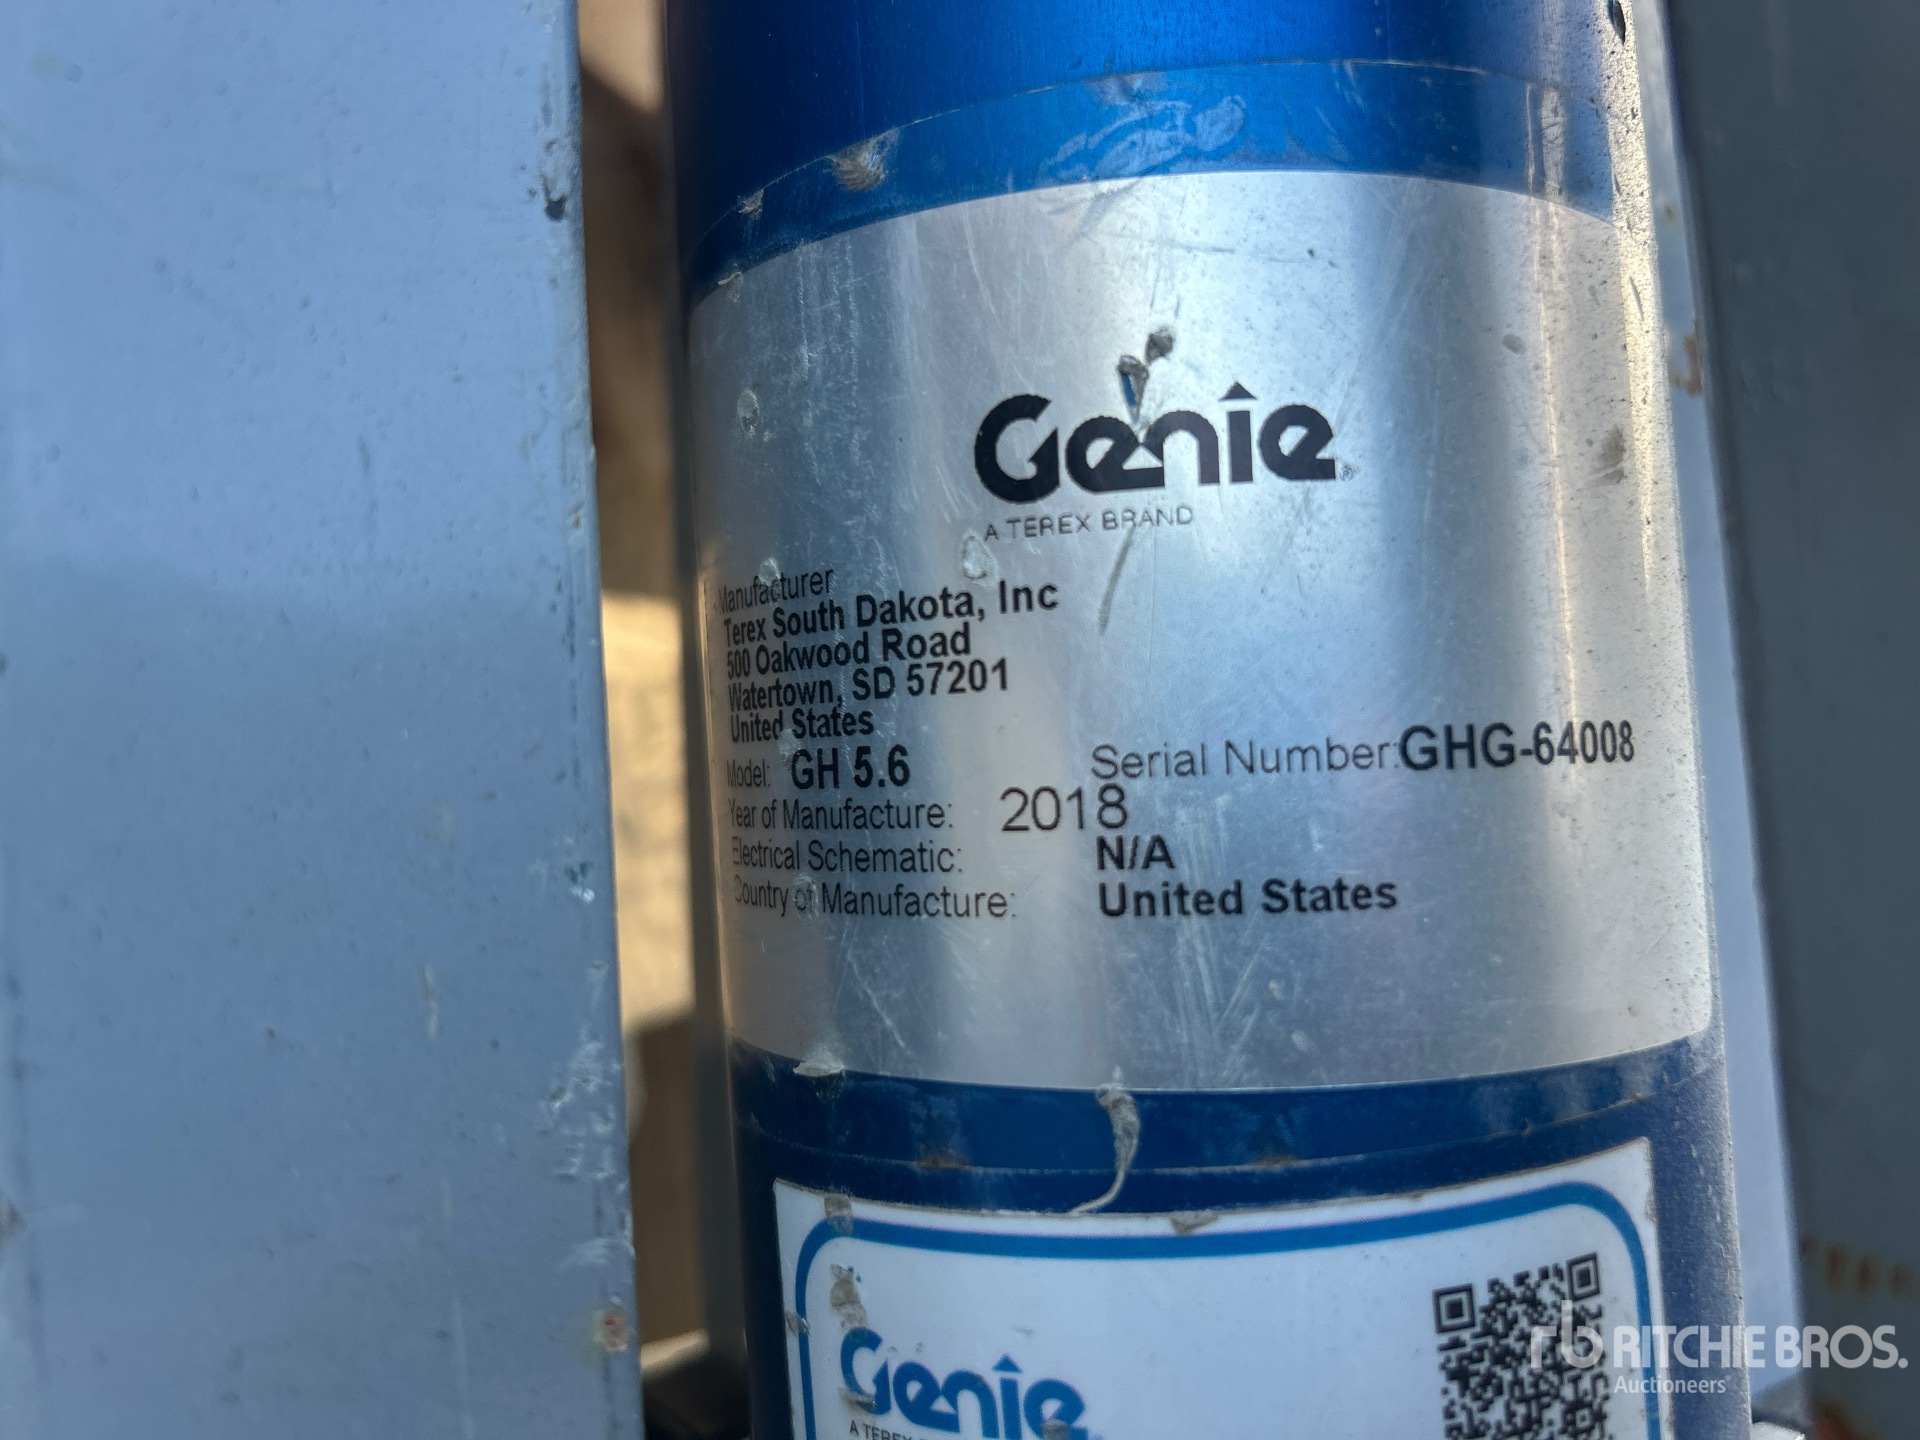 Genie
A TEREX BRAND
Manufacturer
Terex South Dakota, Inc
500 Oakwood Road
Watertown, SD 57201
United States
Model: GH 5.6
Serial Number: GHG-64008
Year of Manufacture: 2018
Electrical Schematic: N/A
Country of Manufacture: United States
Genie
A TEREX
rb RITCHIE BROS.
Auctioneers